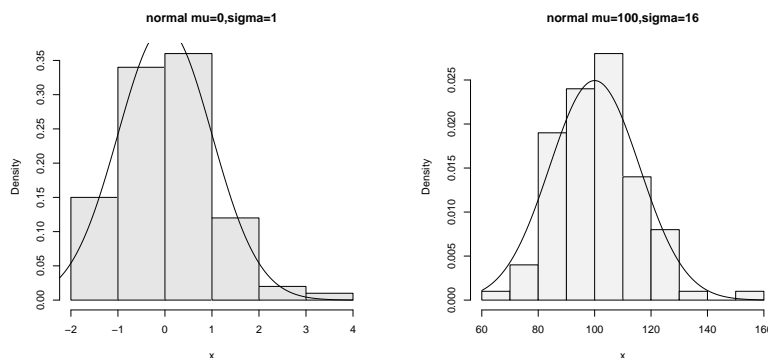 normal mu=0,sigma=1
Density
0.00 0.05 0.10 0.15 0.20 0.25 0.30 0.35
−2 −1 0 1 2 3 4
x
normal mu=100,sigma=16
Density
0.000 0.005 0.010 0.015 0.020 0.025
60 80 100 120 140 160
x